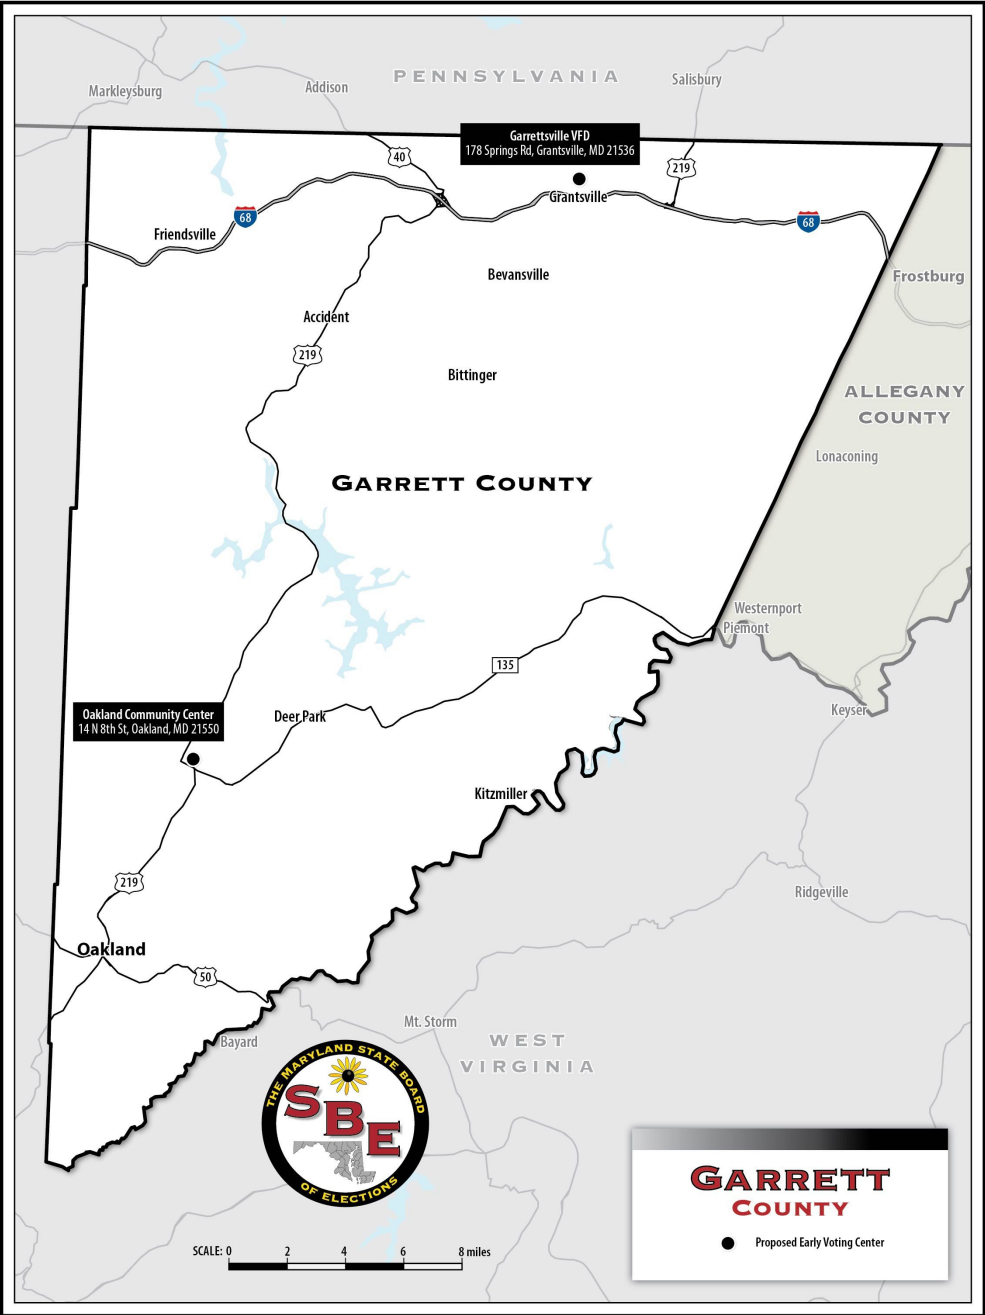 PENNSYLVANIA
Markleysburg
Addison
Salisbury
Garrettsville VFD
178 Springs Rd, Grantsville, MD 21536
40
219
68
Grantsville
68
Friendsville
Bevansville
Frostburg
Accident
219
Bittinger
ALLEGANY
COUNTY
Lonaconing
GARRETT COUNTY
Westernport
Piemont
135
Oakland Community Center
14 N 8th St, Oakland, MD 21550
Deer Park
Keyser
Kitzmiller
219
Ridgeville
Oakland
50
Mt. Storm
Bayard
WEST
VIRGINIA
THE MARYLAND STATE BOARD
SBE
OF ELECTIONS
GARRETT
COUNTY
Proposed Early Voting Center
SCALE: 0 2 4 6 8 miles